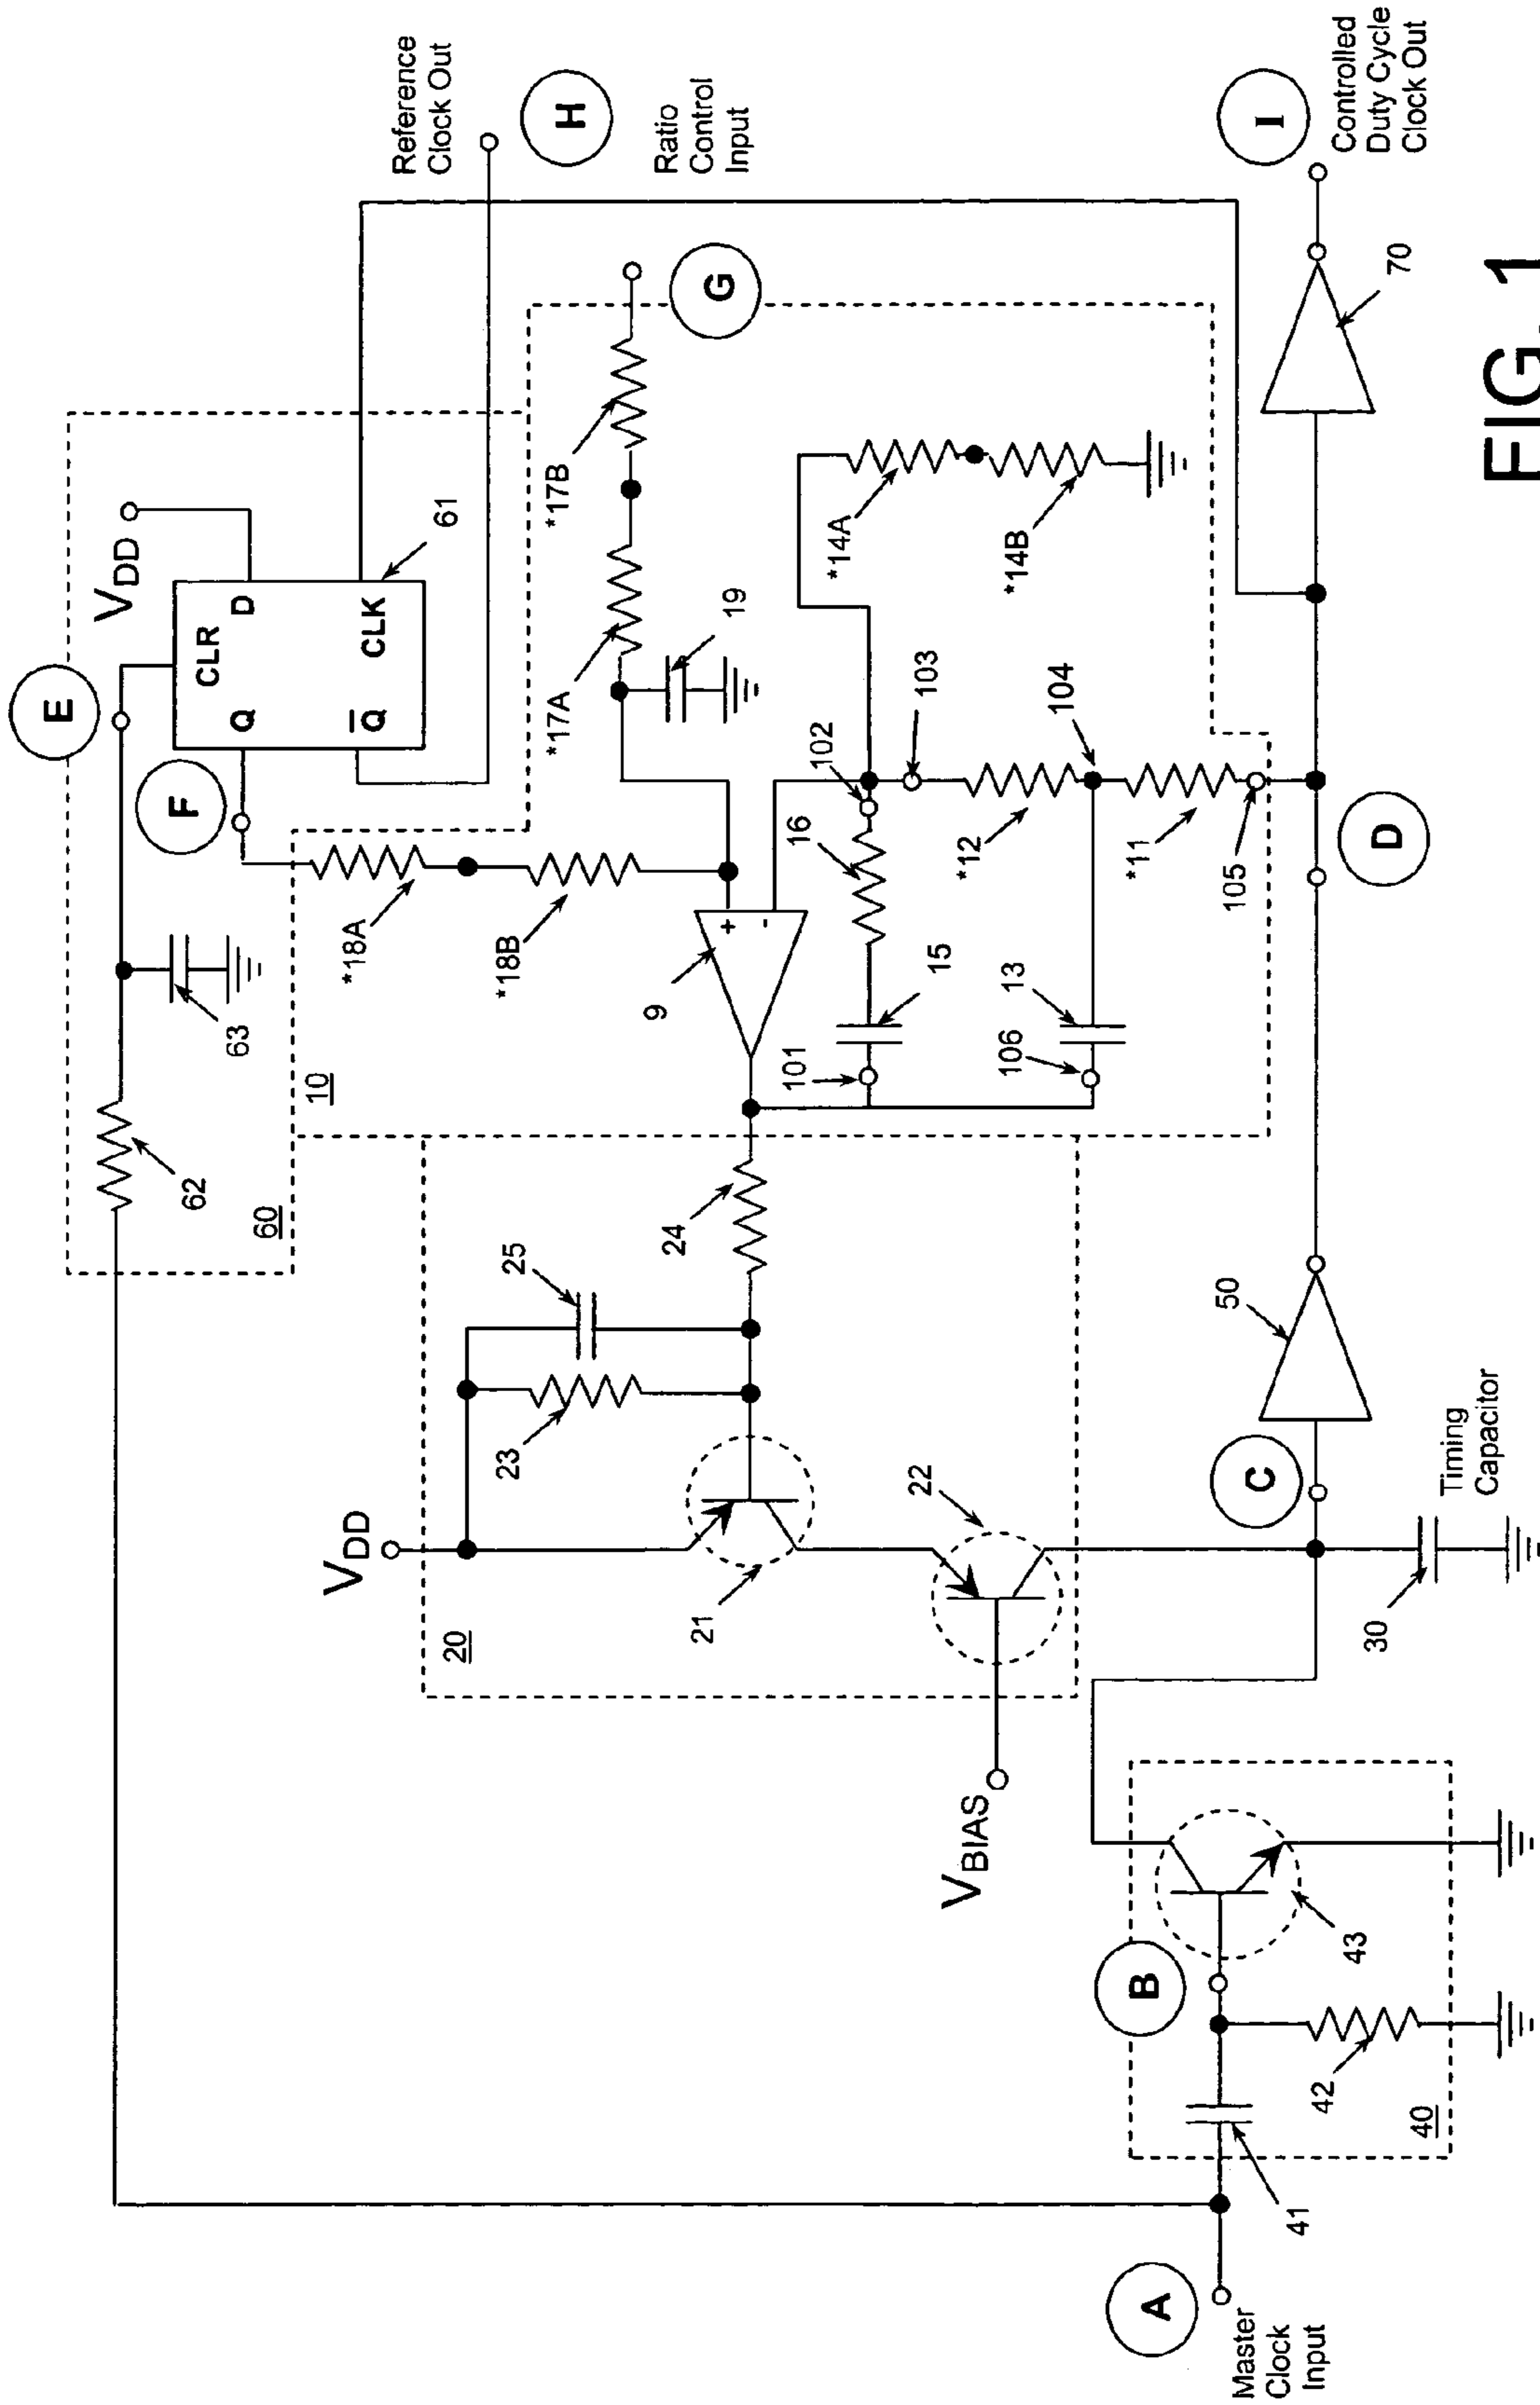 Master
Clock
Input
A
41
42
40
B
43
V BIAS
20
21
22
V DD
23
25
24
30
Timing
Capacitor
C
50
60
62
63
10
E
F
V DD
CLR
Q
D
Q
CLK
61
*18A
*18B
9
+
-
*17A
*17B
19
101
15
16
102
103
106
13
*12
104
*11
105
*14A
*14B
D
G
Reference
Clock Out
H
Ratio
Control
Input
70
I
Controlled
Duty Cycle
Clock Out
FIG. 1